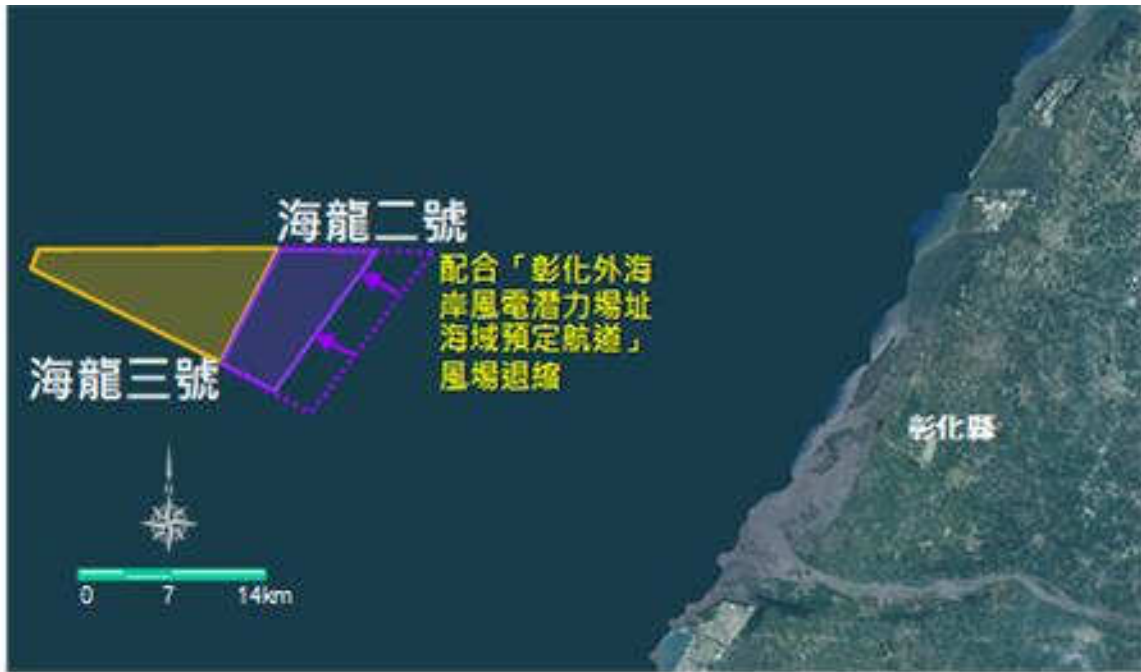 海龍二號
配合「彰化外海
岸風電潛力場址
海域預定航道」
風場退縮
海龍三號
彰化縣
0 7 14km